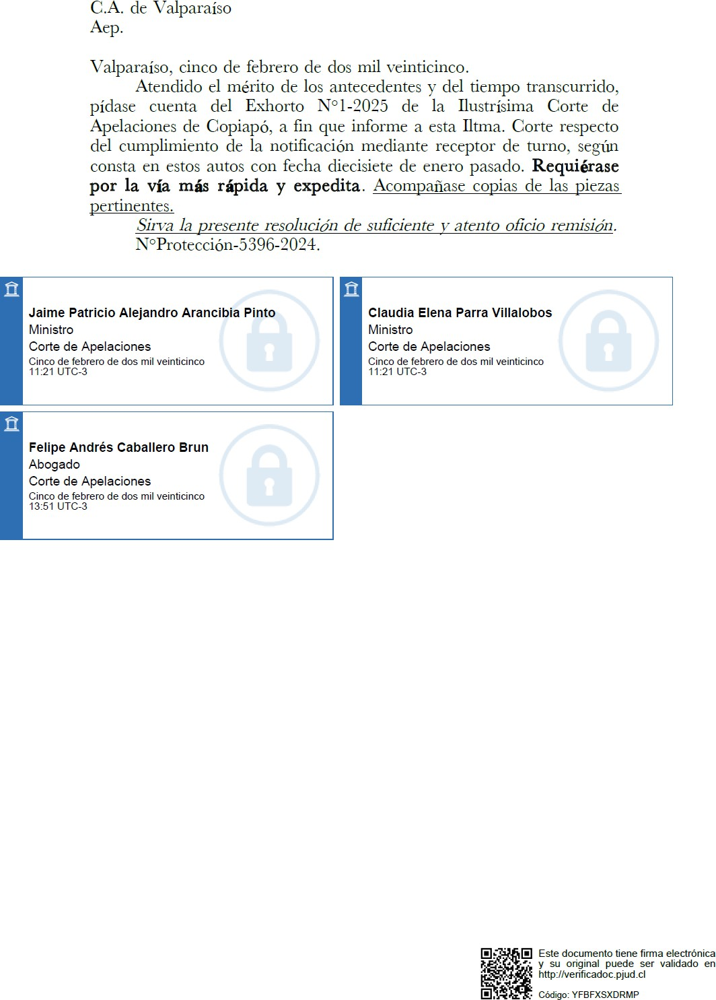 C.A. de Valparaíso
Aep.
Valparaíso, cinco de febrero de dos mil veinticinco.
Atendido el mérito de los antecedentes y del tiempo transcurrido,
pídase cuenta del Exhorto N°1-2025 de la Ilustrísima Corte de
Apelaciones de Copiapó, a fin que informe a esta Iltma. Corte respecto
del cumplimiento de la notificación mediante receptor de turno, según
consta en estos autos con fecha diecisiete de enero pasado. Requiérase
por la vía más rápida y expedita. Acompañase copias de las piezas
pertinentes.
Sirva la presente resolución de suficiente y atento oficio remisión.
N°Protección-5396-2024.
Jaime Patricio Alejandro Arancibia Pinto
Ministro
Corte de Apelaciones
Cinco de febrero de dos mil veinticinco
11:21 UTC-3
Claudia Elena Parra Villalobos
Ministro
Corte de Apelaciones
Cinco de febrero de dos mil veinticinco
11:21 UTC-3
Felipe Andrés Caballero Brun
Abogado
Corte de Apelaciones
Cinco de febrero de dos mil veinticinco
13:51 UTC-3
Este documento tiene firma electrónica
y su original puede ser validado en
http://verificadoc.pjud.cl
Código: YFBFXSXDRMP